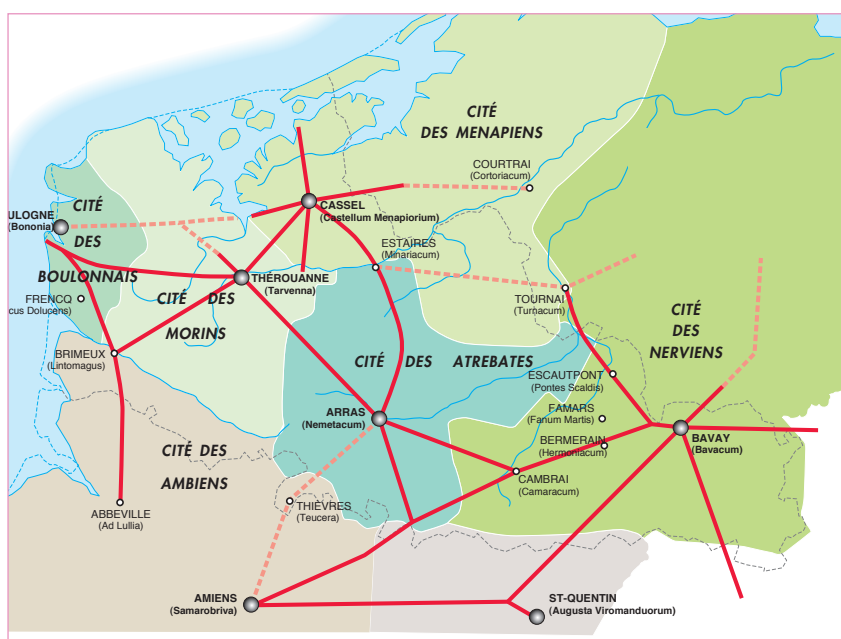 CITÉ
DES MENAPIENS
COURTRAI
(Cortoriacum)
CITÉ
DES
BOULONNAIS
ULOGNE
(Bononia)
CASSEL
(Castellum Menapiorium)
ESTAIRES
(Minariacum)
THÉROUANNE
(Tarvenna)
FRENCQ
cus Dolucens)
CITÉ DES
MORINS
TOURNAI
(Turnacum)
CITÉ
DES
NERVIENS
BRIMEUX
(Lintomagus)
CITÉ DES ATREBATES
ESCAUTPONT
(Pontes Scaldis)
ARRAS
(Nemetacum)
FAMARS
(Fanum Martis)
BERMERAIN
(Hermoniacum)
BAVAY
(Bavacum)
CITÉ DES
AMBIENS
CAMBRAI
(Camaracum)
ABBEVILLE
(Ad Lullia)
THIÈVRES
(Teucera)
AMIENS
(Samarobriva)
ST-QUENTIN
(Augusta Viromanduorum)